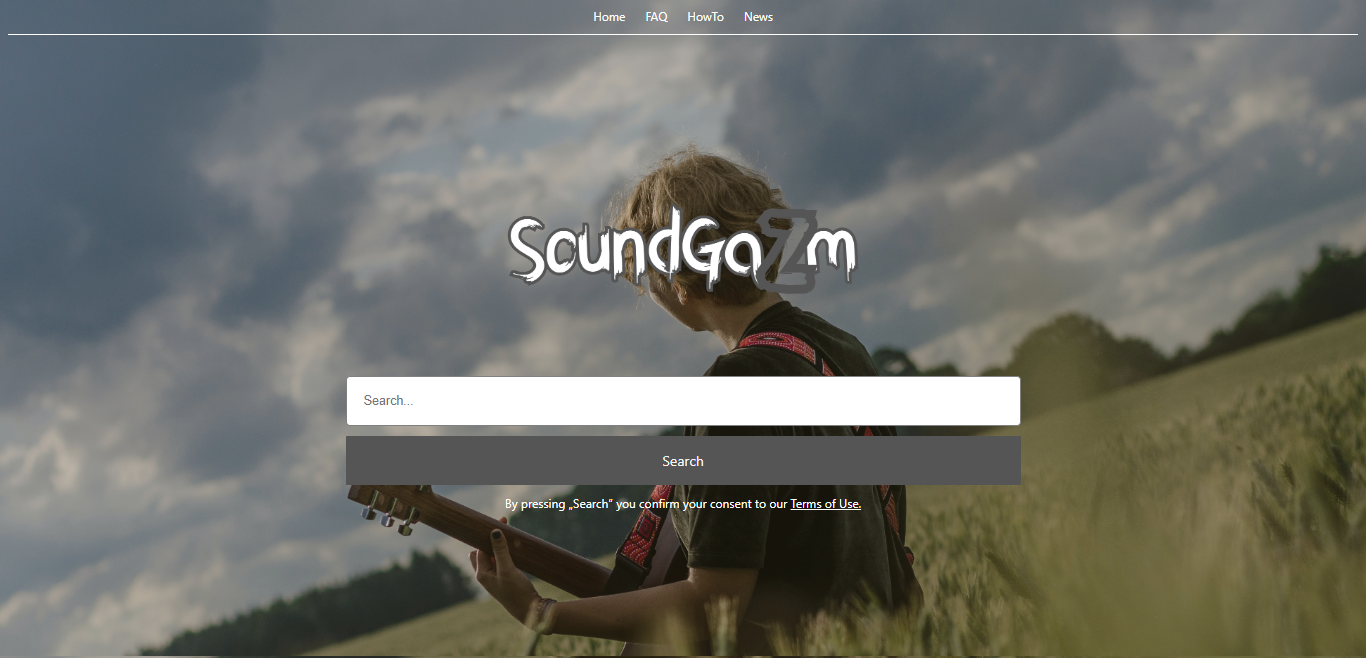 Home FAQ HowTo News
SoundGaZm
Search...
Search
By pressing „Search“ you confirm your consent to our Terms of Use.